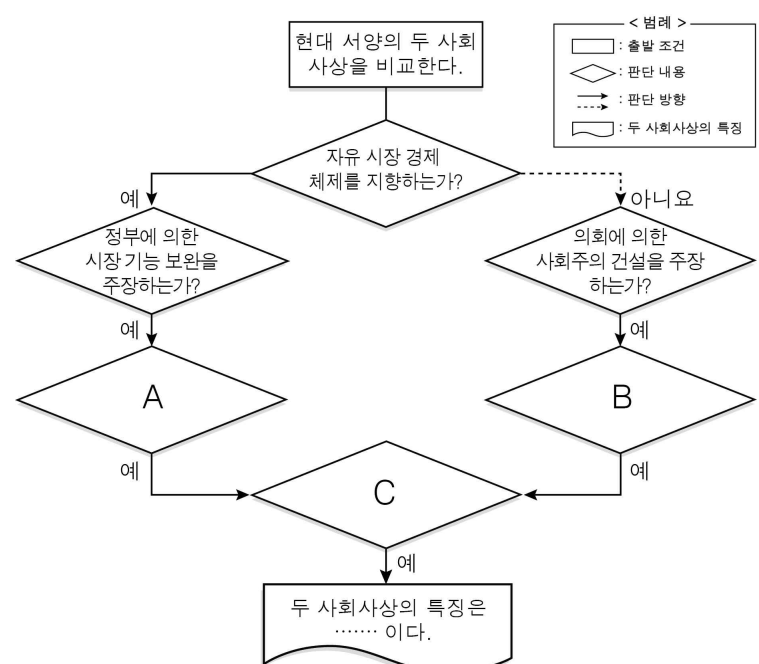 현대 서양의 두 사회
사상을 비교한다.
< 범례 >
: 출발 조건
: 판단 내용
: 판단 방향
: 두 사회사상의 특징
자유 시장 경제
체제를 지향하는가?
예
아니요
정부에 의한
시장 기능 보완을
주장하는가?
의회에 의한
사회주의 건설을 주장
하는가?
예
예
A
B
예
예
C
예
두 사회사상의 특징은
······· 이다.